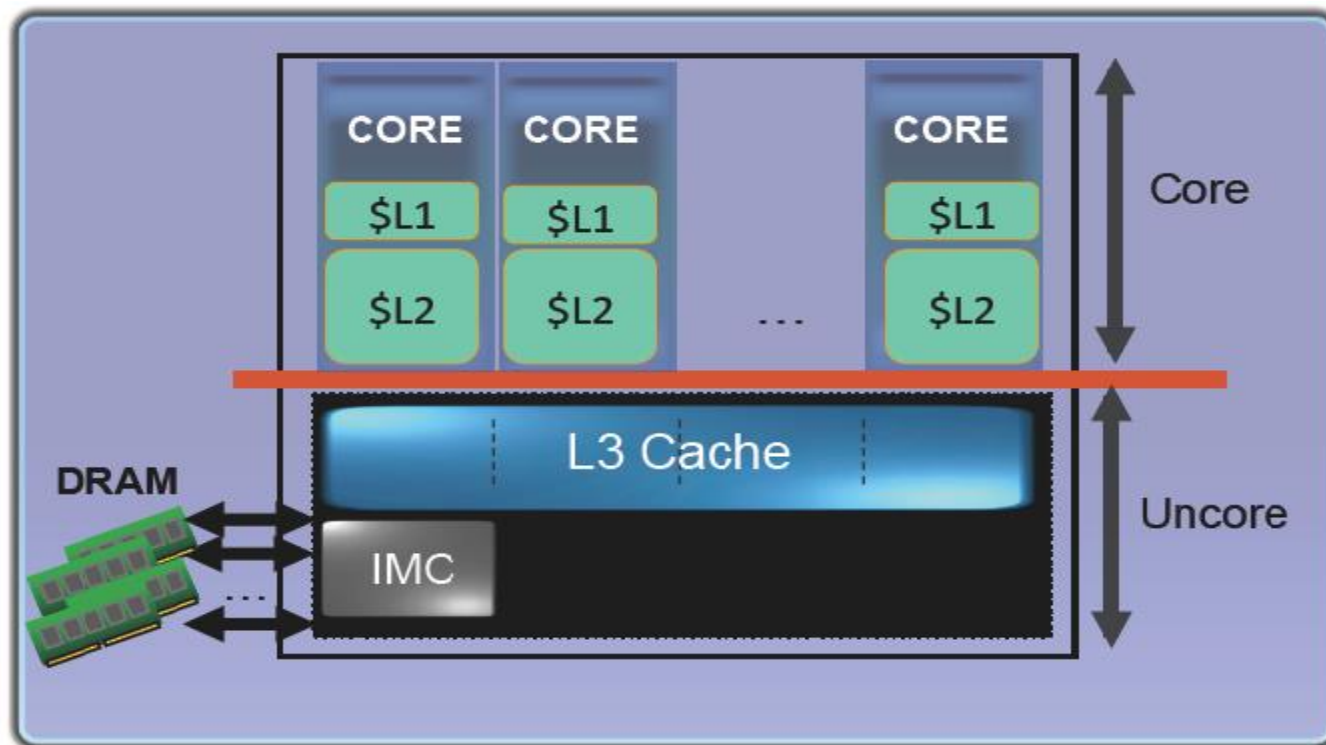 CORE CORE CORE
$L1 $L1 $L1
$L2 $L2 ... $L2
Core
L3 Cache
DRAM
IMC
...
Uncore